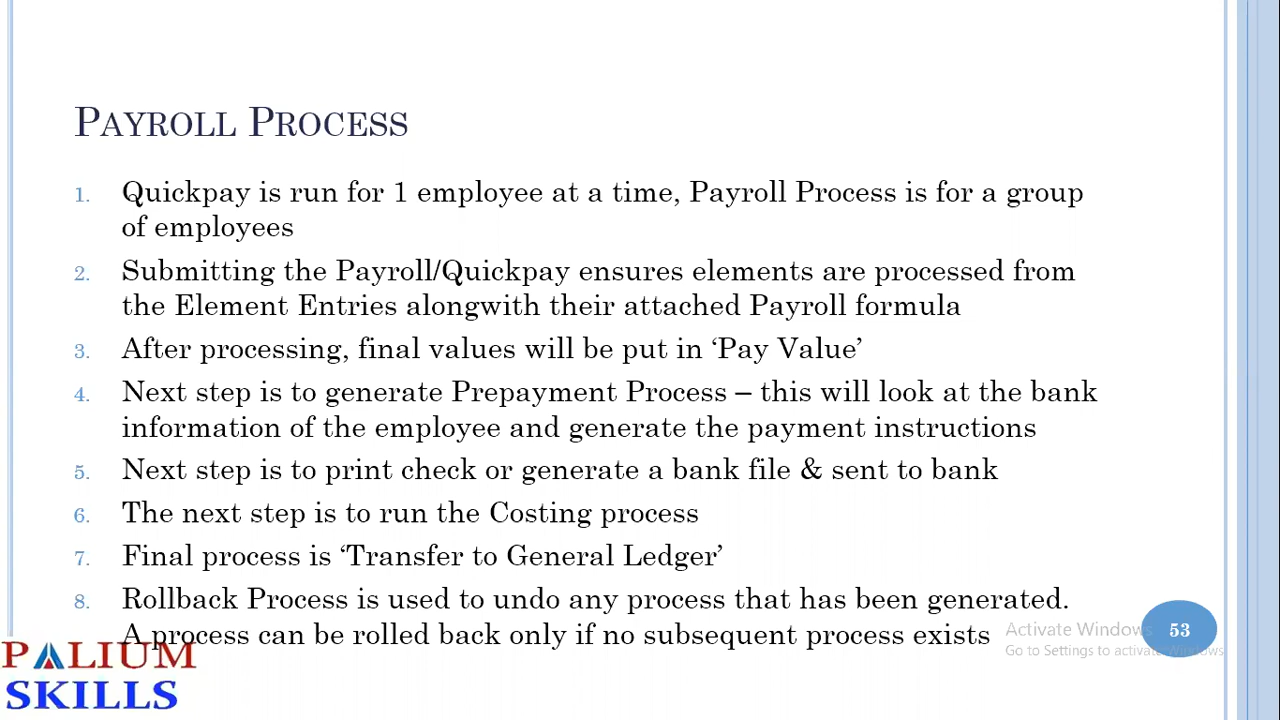 PAYROLL PROCESS
1. Quickpay is run for 1 employee at a time, Payroll Process is for a group
of employees
2. Submitting the Payroll/Quickpay ensures elements are processed from
the Element Entries alongwith their attached Payroll formula
3. After processing, final values will be put in ‘Pay Value’
4. Next step is to generate Prepayment Process – this will look at the bank
information of the employee and generate the payment instructions
5. Next step is to print check or generate a bank file & sent to bank
6. The next step is to run the Costing process
7. Final process is ‘Transfer to General Ledger’
8. Rollback Process is used to undo any process that has been generated.
A process can be rolled back only if no subsequent process exists
Activate Windows
Go to Settings to activate Windows
53
PALIUM
SKILLS